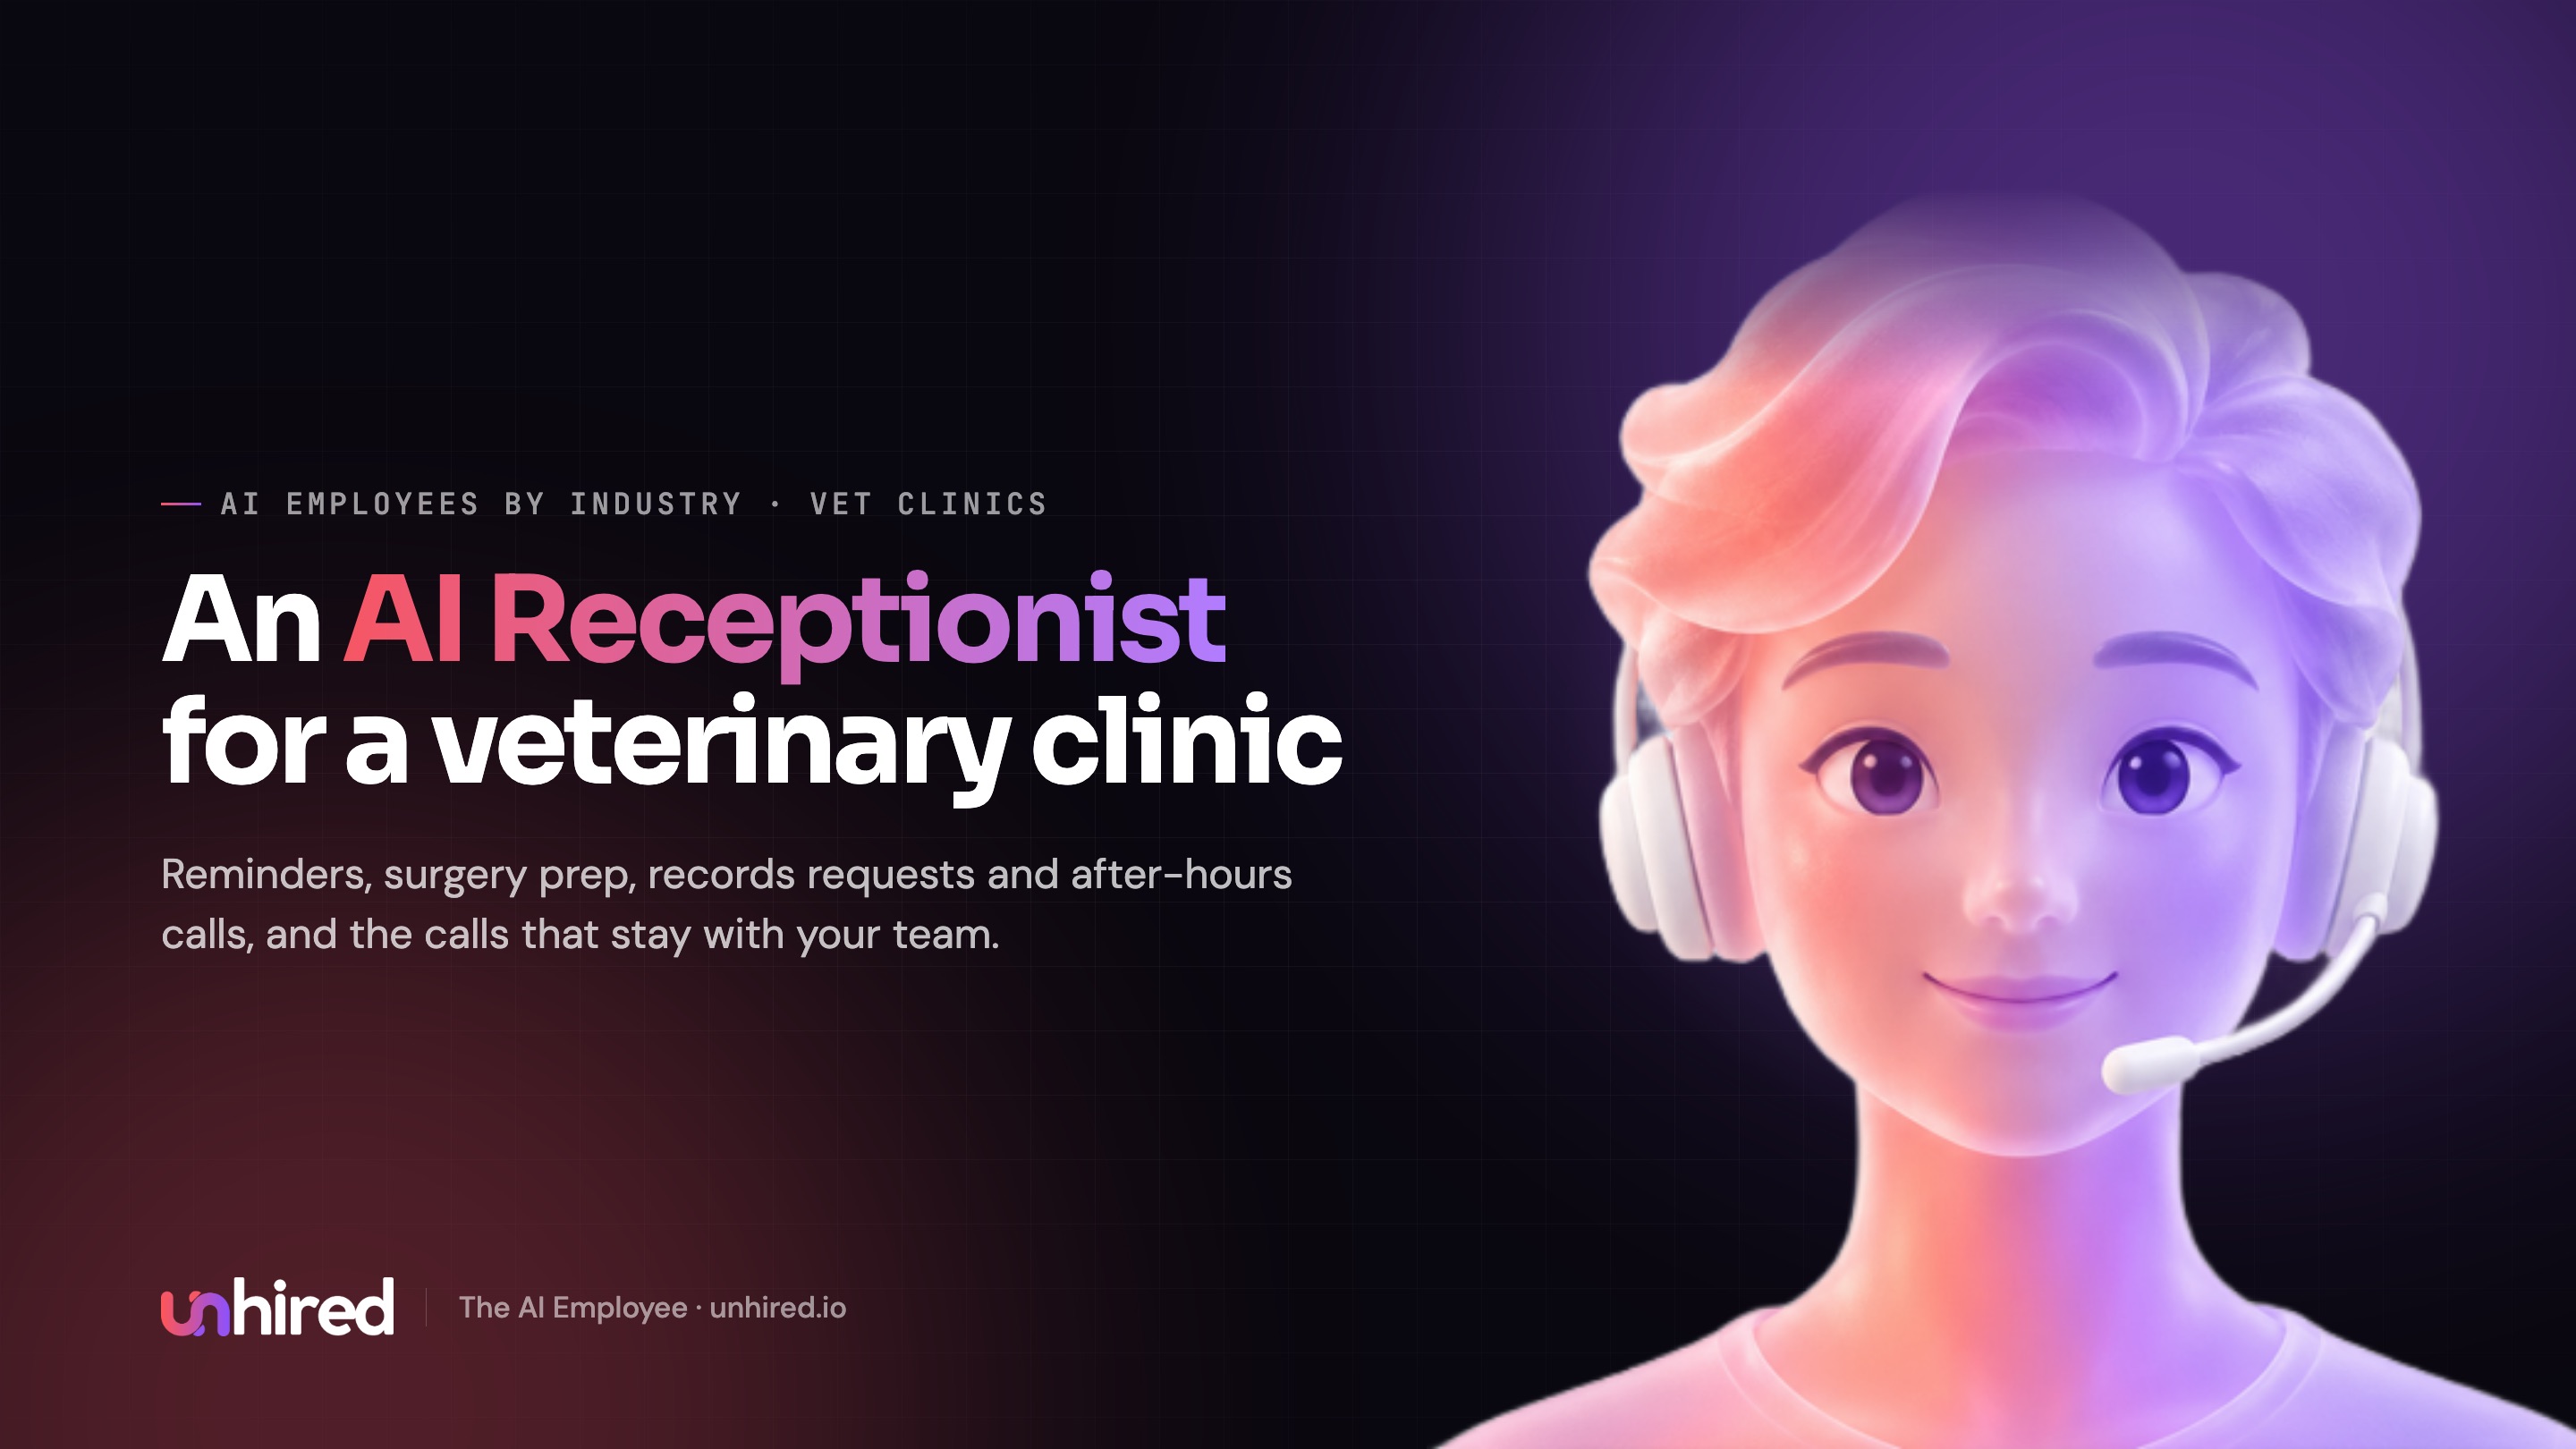 AI EMPLOYEES BY INDUSTRY · VET CLINICS
An AI Receptionist
for a veterinary clinic
Reminders, surgery prep, records requests and after-hours
calls, and the calls that stay with your team.
unhired
The AI Employee · unhired.io